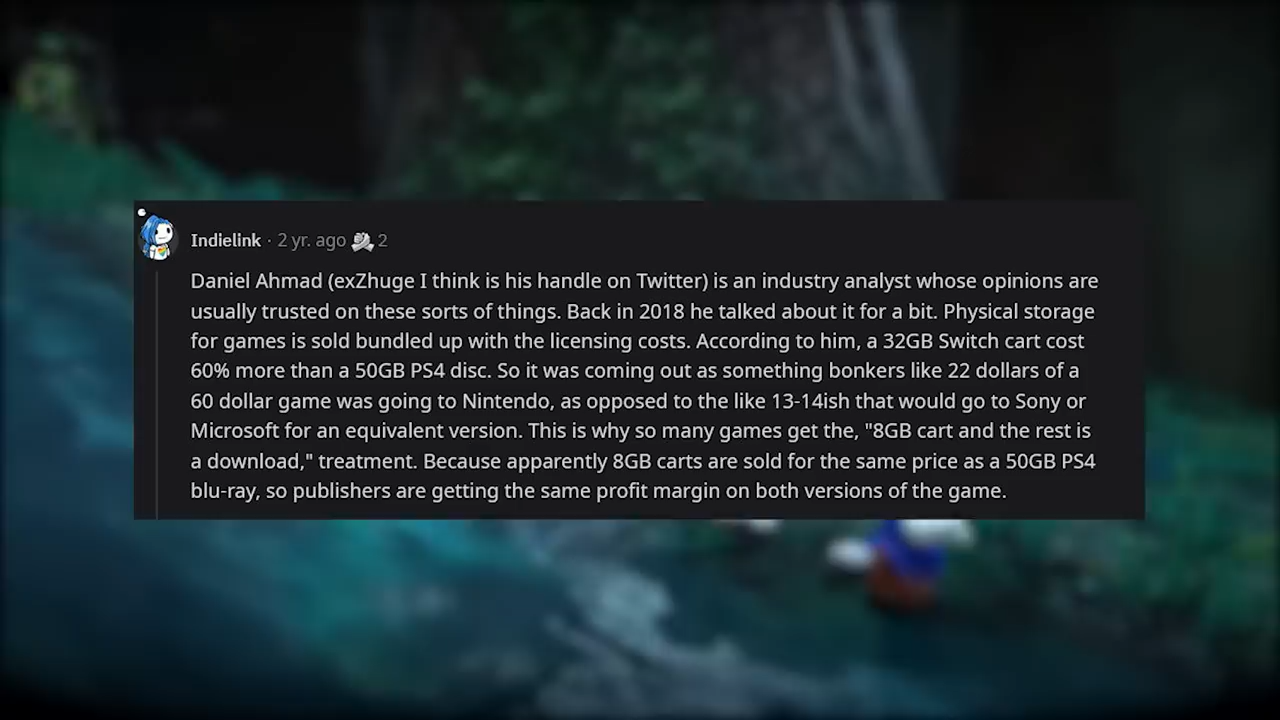 Indielink · 2 yr. ago 2
Daniel Ahmad (exZhuge I think is his handle on Twitter) is an industry analyst whose opinions are
usually trusted on these sorts of things. Back in 2018 he talked about it for a bit. Physical storage
for games is sold bundled up with the licensing costs. According to him, a 32GB Switch cart cost
60% more than a 50GB PS4 disc. So it was coming out as something bonkers like 22 dollars of a
60 dollar game was going to Nintendo, as opposed to the like 13-14ish that would go to Sony or
Microsoft for an equivalent version. This is why so many games get the, "8GB cart and the rest is
a download," treatment. Because apparently 8GB carts are sold for the same price as a 50GB PS4
blu-ray, so publishers are getting the same profit margin on both versions of the game.